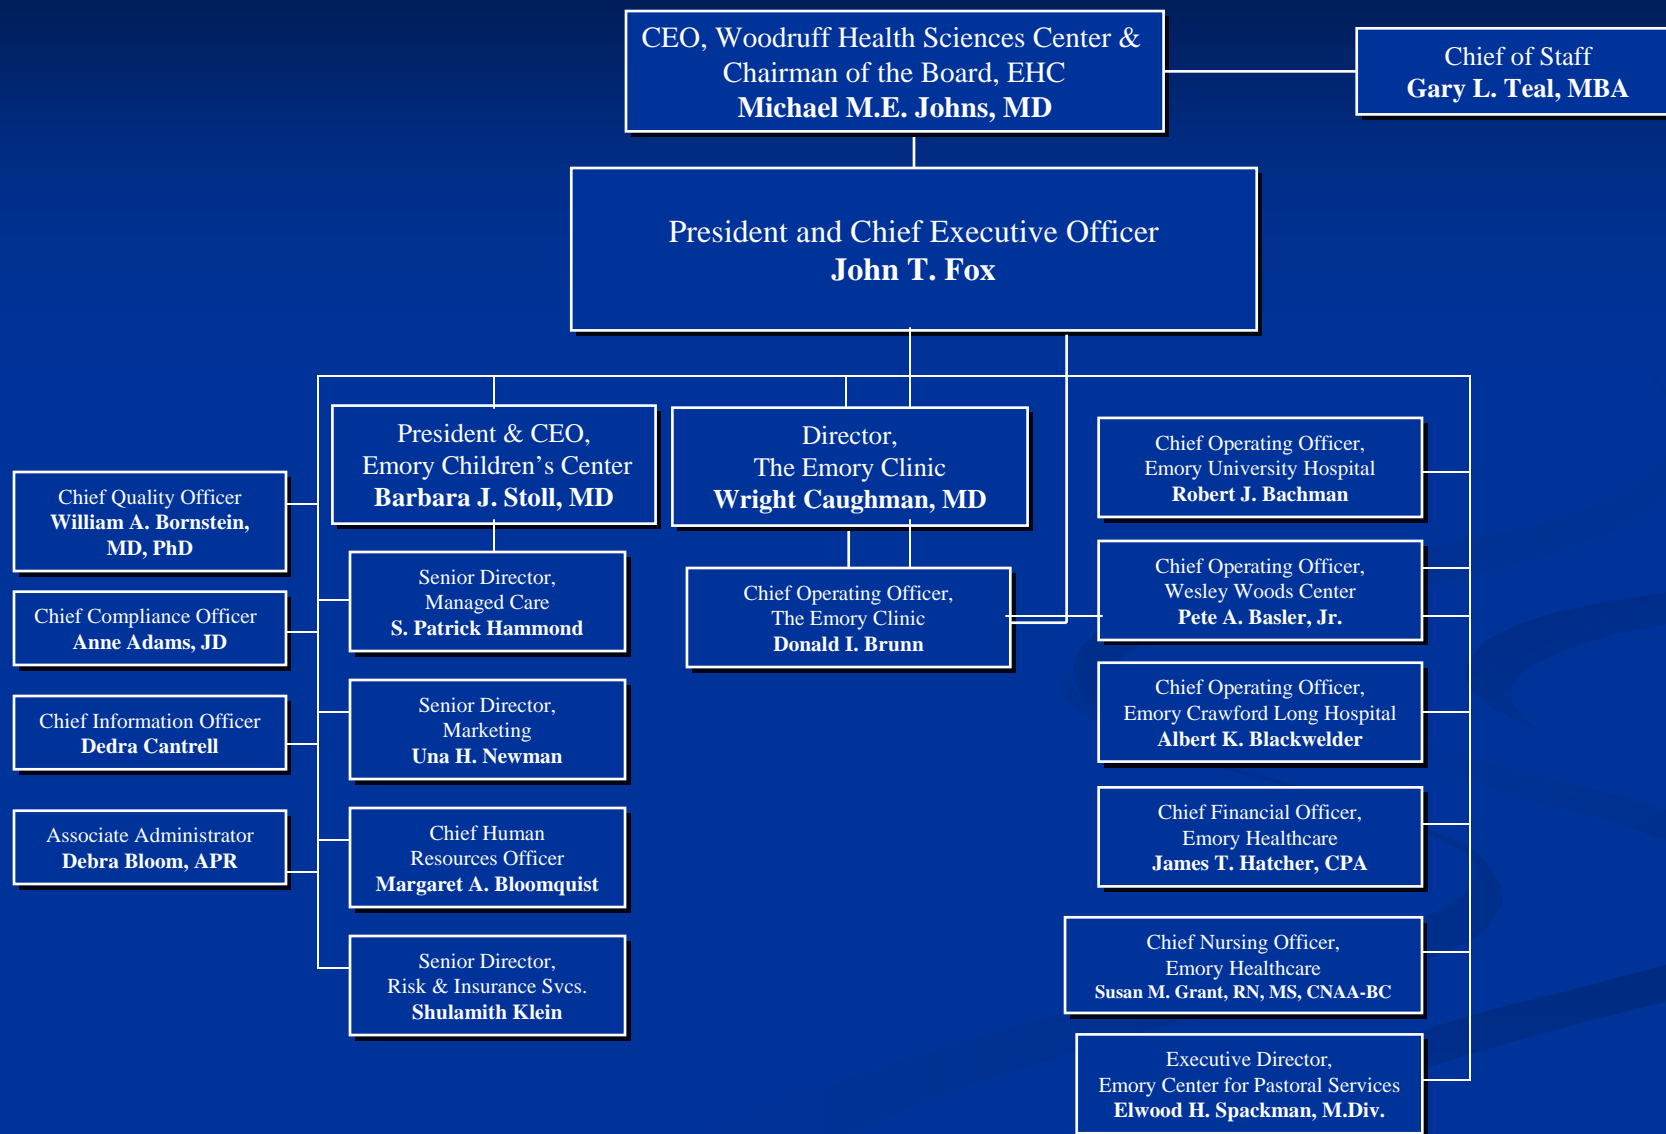 CEO, Woodruff Health Sciences Center &
Chairman of the Board, EHC
Michael M.E. Johns, MD
Chief of Staff
Gary L. Teal, MBA
President and Chief Executive Officer
John T. Fox
President & CEO,
Emory Children’s Center
Barbara J. Stoll, MD
Director,
The Emory Clinic
Wright Caughman, MD
Chief Operating Officer,
Emory University Hospital
Robert J. Bachman
Chief Quality Officer
William A. Bornstein,
MD, PhD
Senior Director,
Managed Care
S. Patrick Hammond
Chief Operating Officer,
The Emory Clinic
Donald I. Brunn
Chief Operating Officer,
Wesley Woods Center
Pete A. Basler, Jr.
Chief Compliance Officer
Anne Adams, JD
Senior Director,
Marketing
Una H. Newman
Chief Operating Officer,
Emory Crawford Long Hospital
Albert K. Blackwelder
Chief Information Officer
Dedra Cantrell
Chief Human
Resources Officer
Margaret A. Bloomquist
Chief Financial Officer,
Emory Healthcare
James T. Hatcher, CPA
Associate Administrator
Debra Bloom, APR
Senior Director,
Risk & Insurance Svcs.
Shulamith Klein
Chief Nursing Officer,
Emory Healthcare
Susan M. Grant, RN, MS, CNAA-BC
Executive Director,
Emory Center for Pastoral Services
Elwood H. Spackman, M.Div.